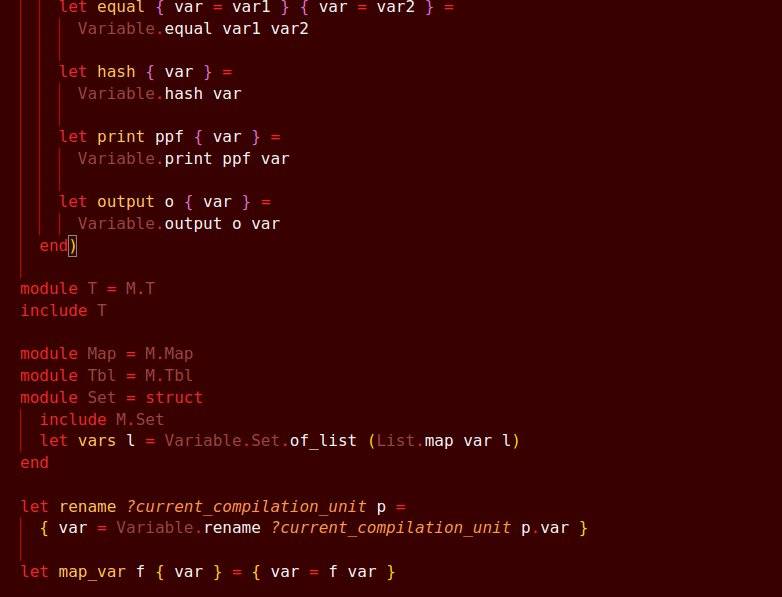 let equal { var = var1 } { var = var2 } =
Variable.equal var1 var2
let hash { var } =
Variable.hash var
let print ppf { var } =
Variable.print ppf var
let output o { var } =
Variable.output o var
end)
module T = M.T
include T
module Map = M.Map
module Tbl = M.Tbl
module Set = struct
include M.Set
let vars l = Variable.Set.of_list (List.map var l)
end
let rename ?current_compilation_unit p =
{ var = Variable.rename ?current_compilation_unit p.var }
let map_var f { var } = { var = f var }